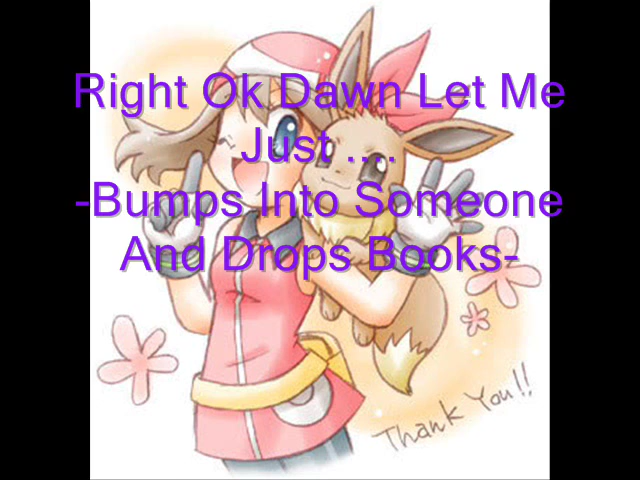 Right Ok Dawn Let Me
Just ....
-Bumps Into Someone
And Drops Books-
Thank You!!